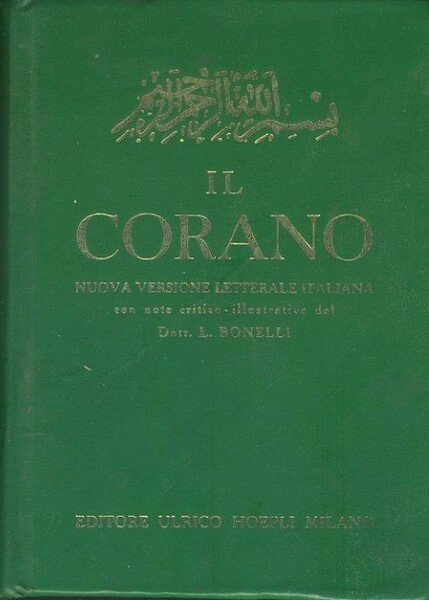 بسم الله الرحمن الرحيم
IL
CORANO
NUOVA VERSIONE LETTERALE ITALIANA
con note critico-illustrative del
Dott. L. BONELLI
EDITORE ULRICO HOEPLI MILANO